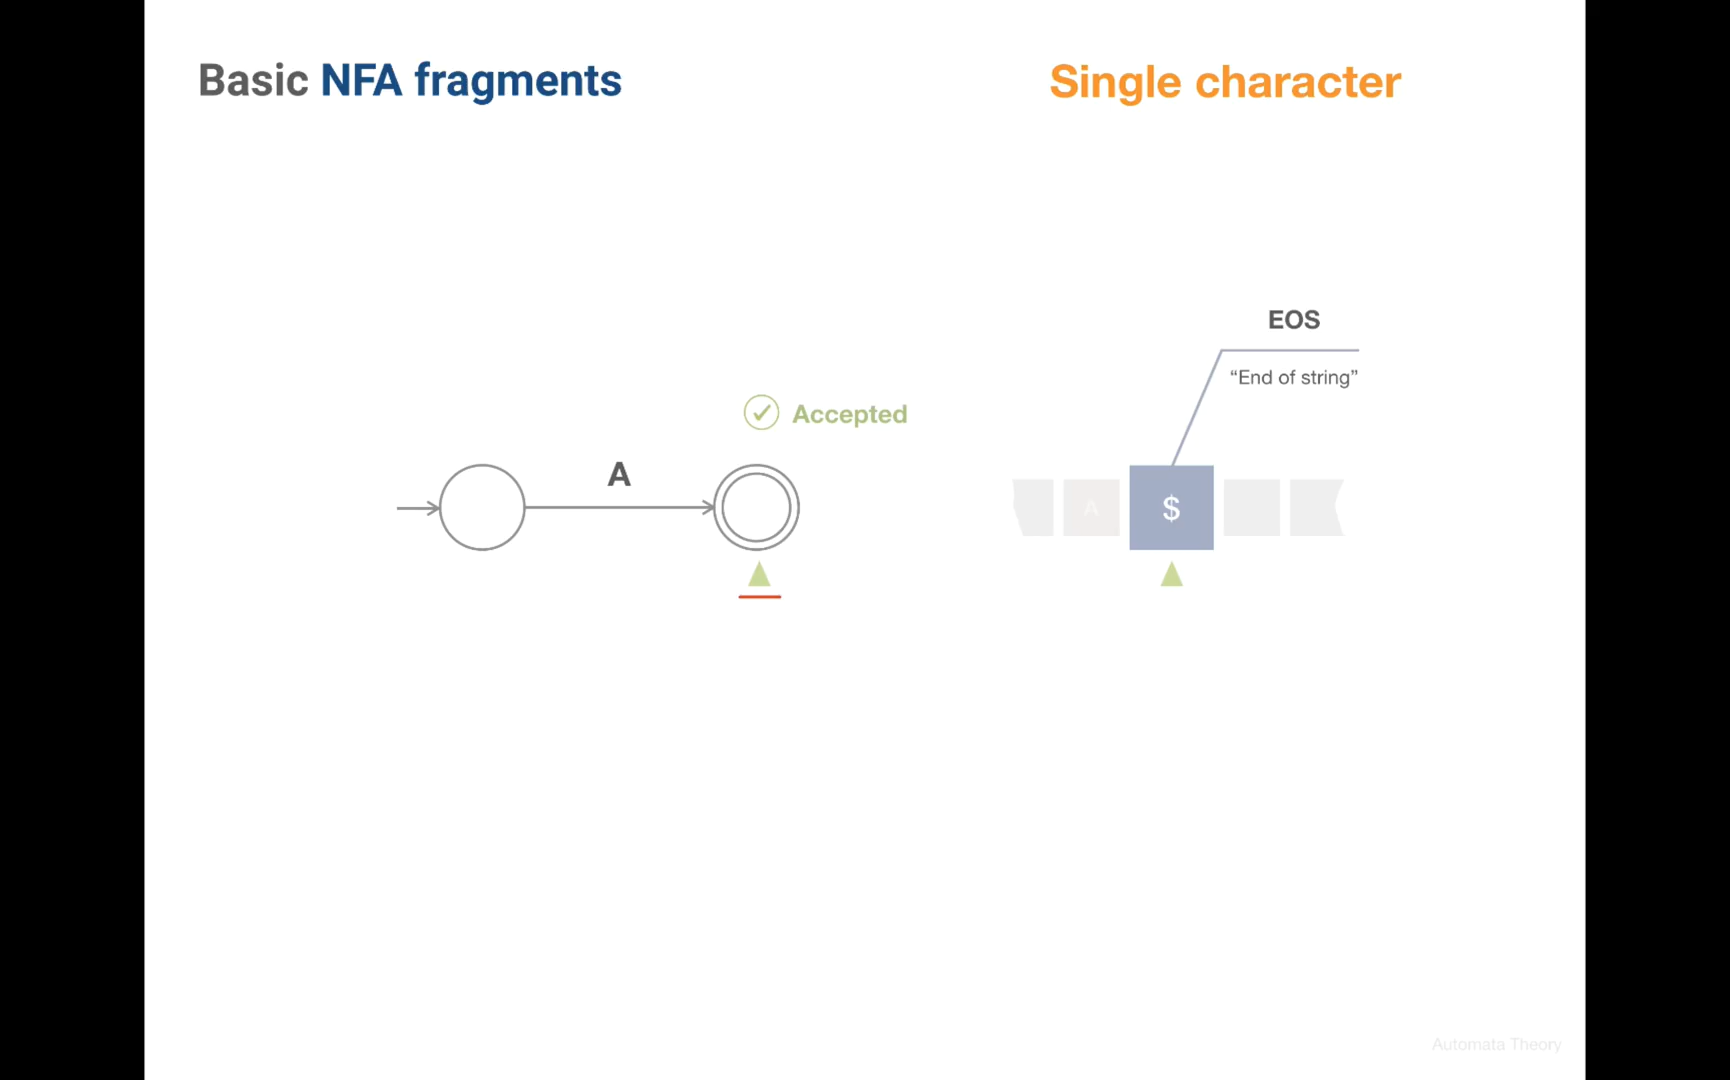 Basic NFA fragments
Single character
EOS
“End of string”
Accepted
A
A
$
Automata Theory